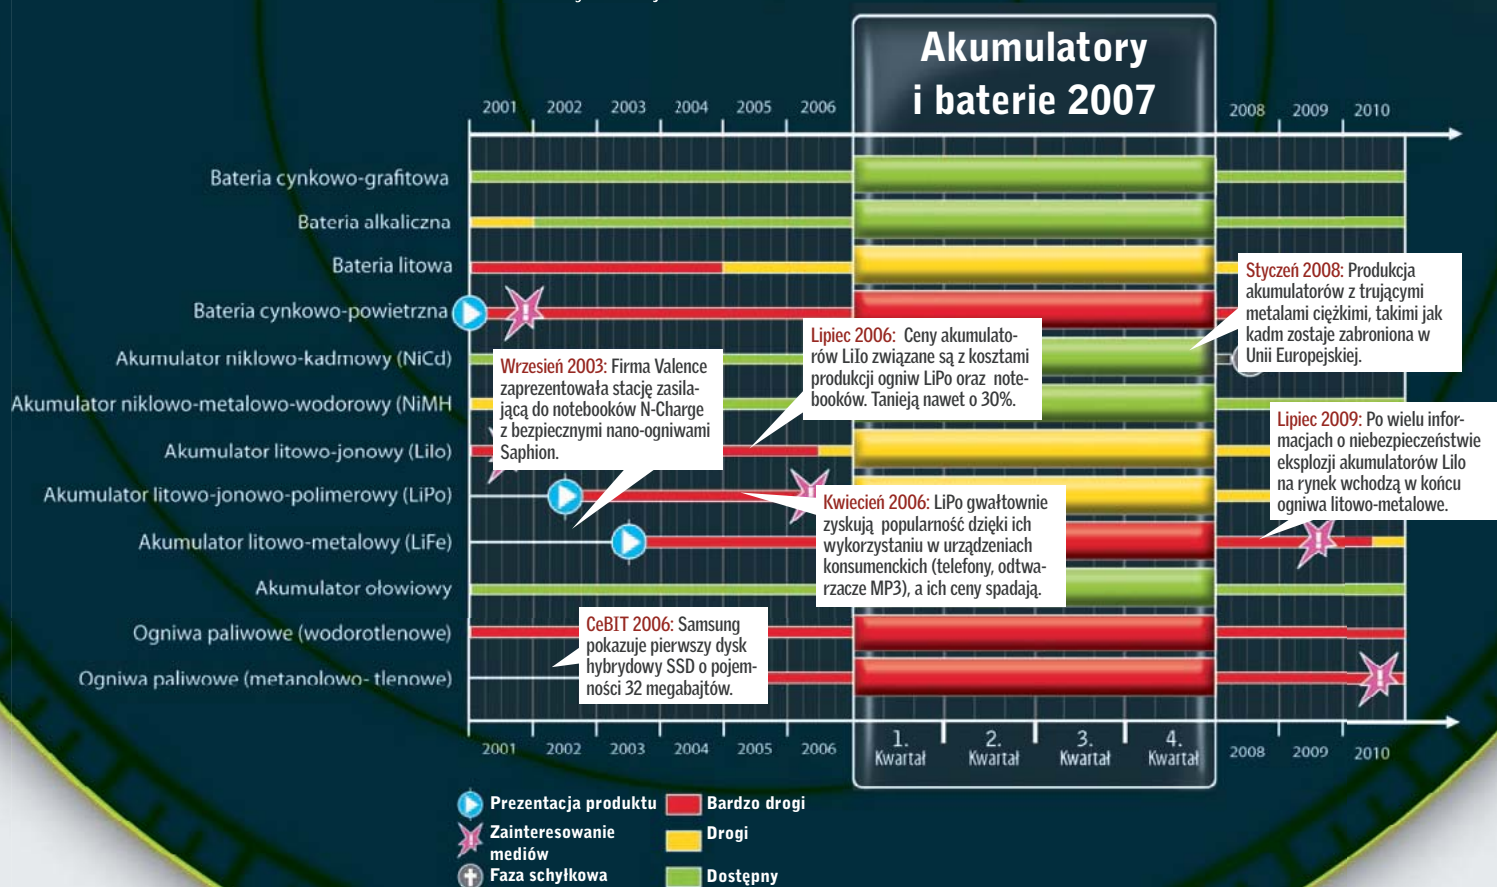 Akumulatory
i baterie 2007
2001 2002 2003 2004 2005 2006 2008 2009 2010
Bateria cynkowo-grafitowa
Bateria alkaliczna
Bateria litowa
Bateria cynkowo-powietrzna
Akumulator niklowo-kadmowy (NiCd)
Akumulator niklowo-metalowo-wodorowy (NiMH
Akumulator litowo-jonowy (LiIo)
Akumulator litowo-jonowo-polimerowy (LiPo)
Akumulator litowo-metalowy (LiFe)
Akumulator ołowiowy
Ogniwa paliwowe (wodorotlenowe)
Ogniwa paliwowe (metanolowo- tlenowe)
Styczeń 2008: Produkcja
akumulatorów z trującymi
metalami ciężkimi, takimi jak
kadm zostaje zabroniona w
Unii Europejskiej.
Lipiec 2006: Ceny akumulato-
rów LiIo związane są z kosztami
produkcji ogniw LiPo oraz note-
booków. Tanieją nawet o 30%.
Wrzesień 2003: Firma Valence
zaprezentowała stację zasila-
jącą do notebooków N-Charge
z bezpiecznymi nano-ogniwami
Saphion.
Lipiec 2009: Po wielu infor-
macjach o niebezpieczeństwie
eksplozji akumulatorów LiIo
na rynek wchodzą w końcu
ogniwa litowo-metalowe.
Kwiecień 2006: LiPo gwałtownie
zyskują popularność dzięki ich
wykorzystaniu w urządzeniach
konsumenckich (telefony, odtwa-
rzacze MP3), a ich ceny spadają.
CeBIT 2006: Samsung
pokazuje pierwszy dysk
hybrydowy SSD o pojem-
ności 32 megabajtów.
2001 2002 2003 2004 2005 2006 1. Kwartał 2. Kwartał 3. Kwartał 4. Kwartał 2008 2009 2010
Prezentacja produktu
Zainteresowanie
mediów
Faza schyłkowa
Bardzo drogi
Drogi
Dostępny